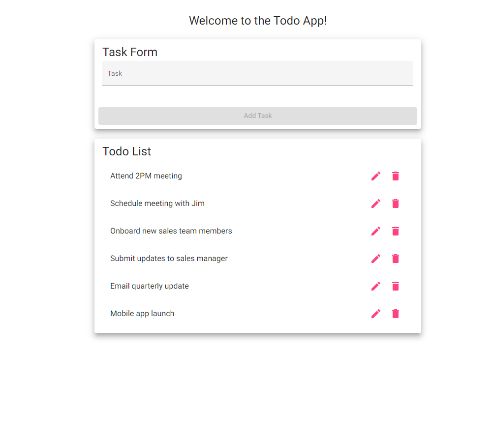 Welcome to the Todo App!
Task Form
Task
Add Task
Todo List
Attend 2PM meeting
Schedule meeting with Jim
Onboard new sales team members
Submit updates to sales manager
Email quarterly update
Mobile app launch